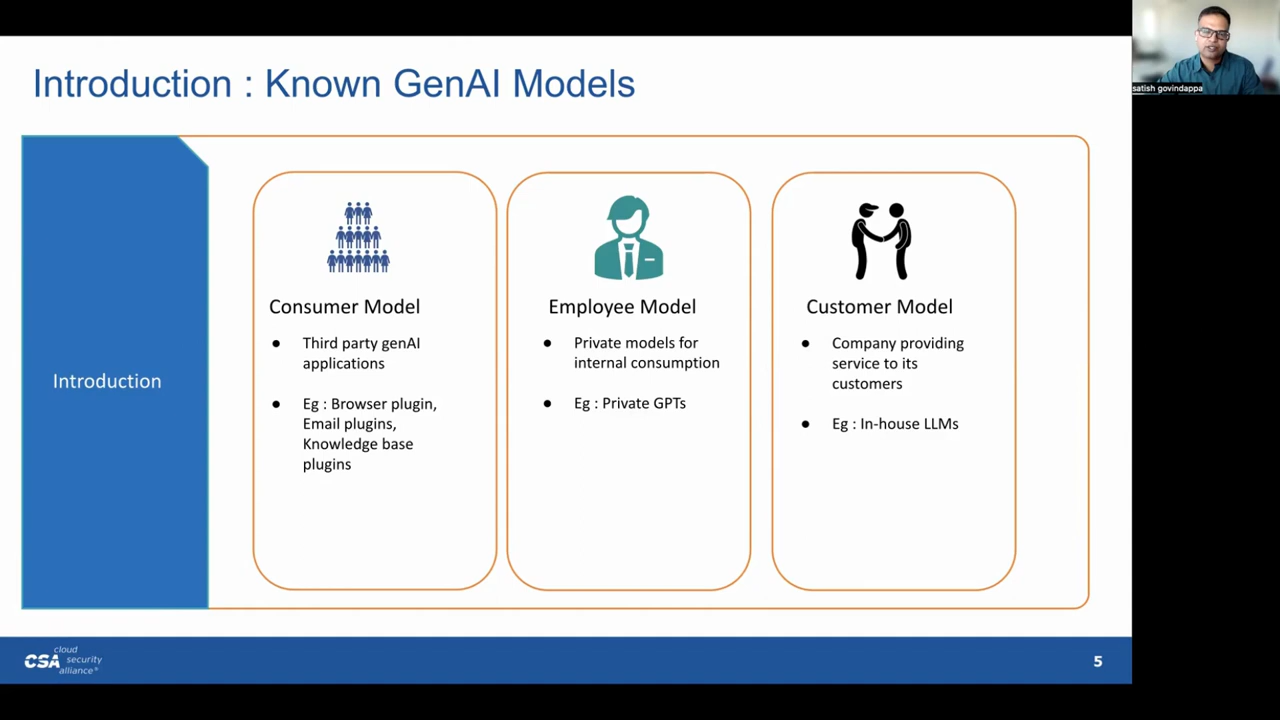 satish govindappa
Introduction : Known GenAI Models
Introduction
Consumer Model
● Third party genAI
applications
● Eg : Browser plugin,
Email plugins,
Knowledge base
plugins
Employee Model
● Private models for
internal consumption
● Eg : Private GPTs
Customer Model
● Company providing
service to its
customers
● Eg : In-house LLMs
CSA cloud
security
alliance®
5